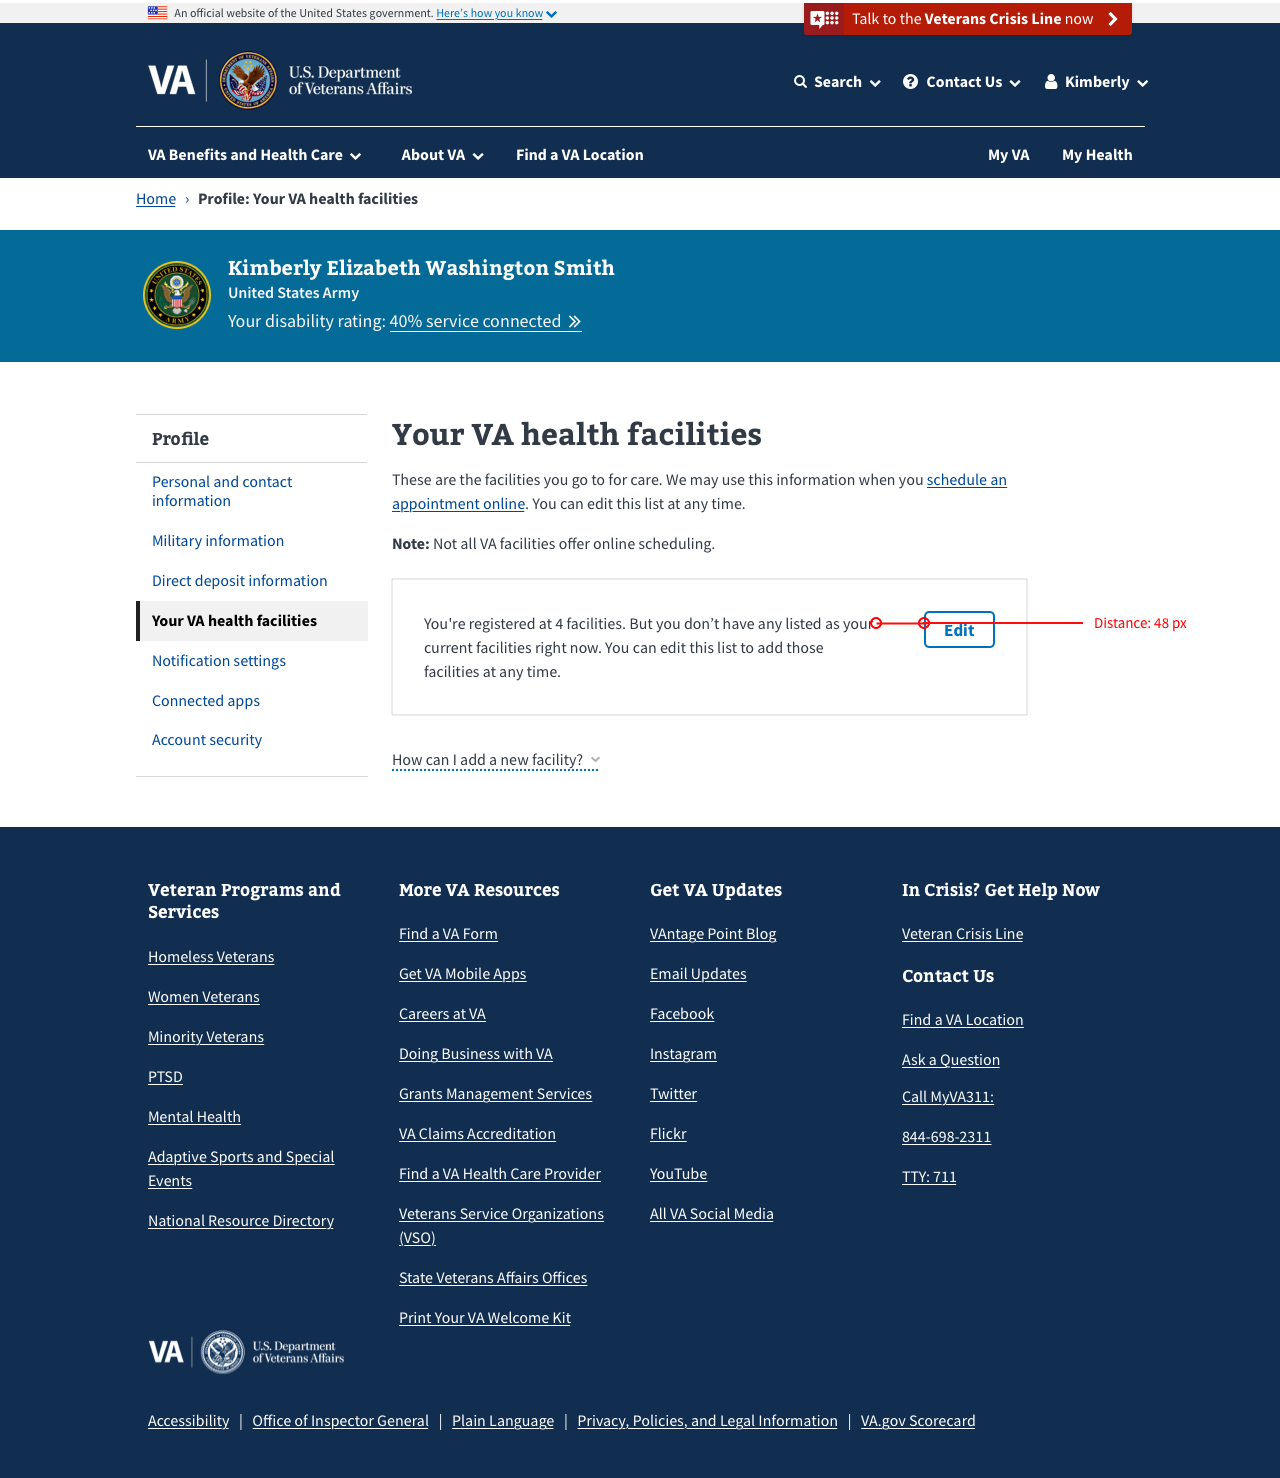 An official website of the United States government. Here's how you know
Talk to the Veterans Crisis Line now
VA
U.S. Department
of Veterans Affairs
Search
Contact Us
Kimberly
VA Benefits and Health Care
About VA
Find a VA Location
My VA
My Health
Home › Profile: Your VA health facilities
UNITED STATES
ARMY
Kimberly Elizabeth Washington Smith
United States Army
Your disability rating: 40% service connected
Profile
Personal and contact
information
Military information
Direct deposit information
Your VA health facilities
Notification settings
Connected apps
Account security
Your VA health facilities
These are the facilities you go to for care. We may use this information when you schedule an
appointment online. You can edit this list at any time.
Note: Not all VA facilities offer online scheduling.
You're registered at 4 facilities. But you don’t have any listed as your
current facilities right now. You can edit this list to add those
facilities at any time.
Edit
Distance: 48 px
How can I add a new facility?
Veteran Programs and
Services
Homeless Veterans
Women Veterans
Minority Veterans
PTSD
Mental Health
Adaptive Sports and Special
Events
National Resource Directory
More VA Resources
Find a VA Form
Get VA Mobile Apps
Careers at VA
Doing Business with VA
Grants Management Services
VA Claims Accreditation
Find a VA Health Care Provider
Veterans Service Organizations
(VSO)
State Veterans Affairs Offices
Print Your VA Welcome Kit
Get VA Updates
VAntage Point Blog
Email Updates
Facebook
Instagram
Twitter
Flickr
YouTube
All VA Social Media
In Crisis? Get Help Now
Veteran Crisis Line
Contact Us
Find a VA Location
Ask a Question
Call MyVA311:
844-698-2311
TTY: 711
VA
U.S. Department
of Veterans Affairs
Accessibility | Office of Inspector General | Plain Language | Privacy, Policies, and Legal Information | VA.gov Scorecard